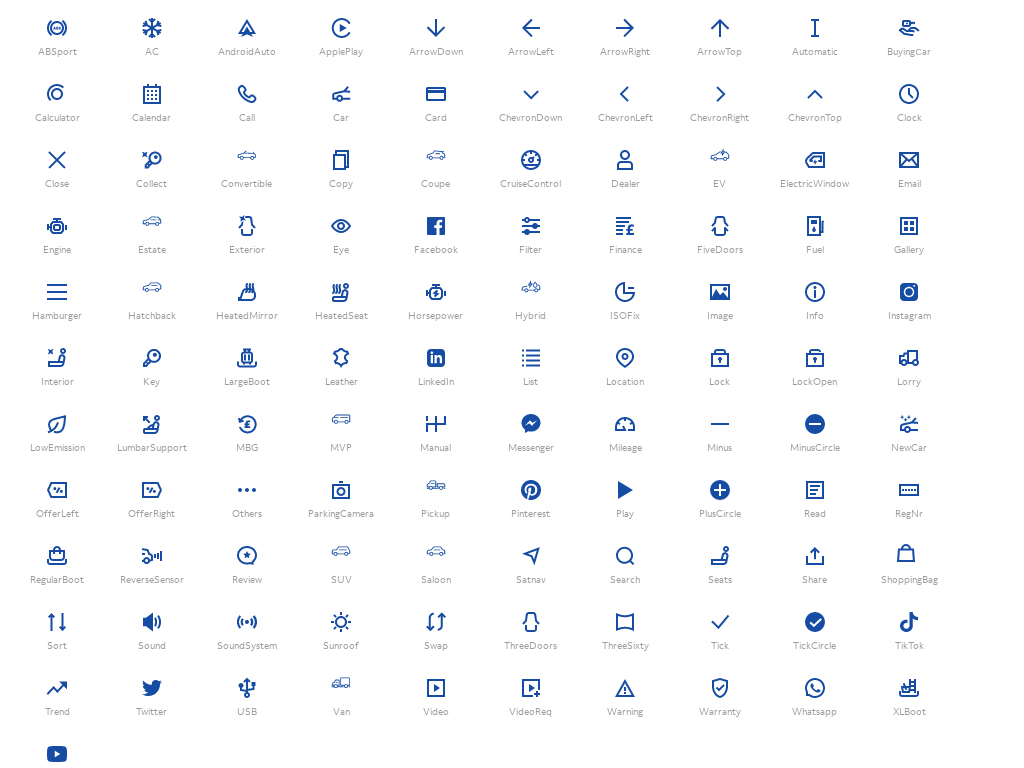 ABSport AC AndroidAuto ApplePlay ArrowDown ArrowLeft ArrowRight ArrowTop Automatic BuyingCar
Calculator Calendar Call Car Card ChevronDown ChevronLeft ChevronRight ChevronTop Clock
Close Collect Convertible Copy Coupe CruiseControl Dealer EV ElectricWindow Email
Engine Estate Exterior Eye Facebook Filter Finance FiveDoors Fuel Gallery
Hamburger Hatchback HeatedMirror HeatedSeat Horsepower Hybrid ISOFix Image Info Instagram
Interior Key LargeBoot Leather LinkedIn List Location Lock LockOpen Lorry
LowEmission LumbarSupport MBG MVP Manual Messenger Mileage Minus MinusCircle NewCar
OfferLeft OfferRight Others ParkingCamera Pickup Pinterest Play PlusCircle Read RegNr
RegularBoot ReverseSensor Review SUV Saloon Satnav Search Seats Share ShoppingBag
Sort Sound SoundSystem Sunroof Swap ThreeDoors ThreeSixty Tick TickCircle TikTok
Trend Twitter USB Van Video VideoReq Warning Warranty Whatsapp XLBoot